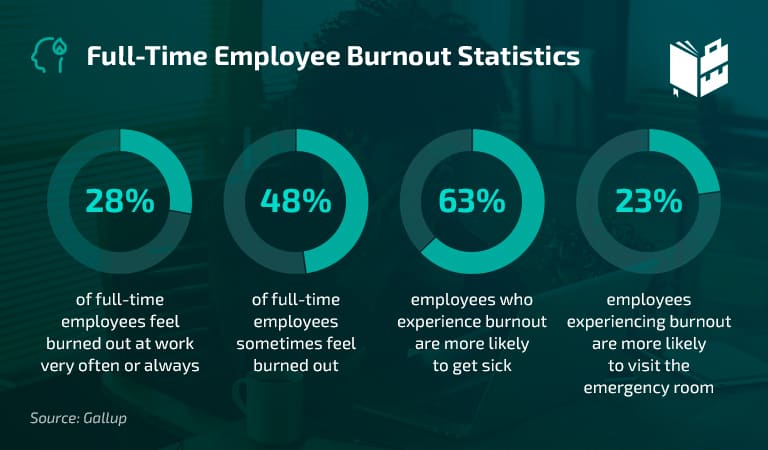 Full-Time Employee Burnout Statistics
28%
of full-time
employees feel
burned out at work
very often or always
48%
of full-time
employees
sometimes feel
burned out
63%
employees who
experience burnout
are more likely
to get sick
23%
employees
experiencing burnout
are more likely
to visit the
emergency room
Source: Gallup